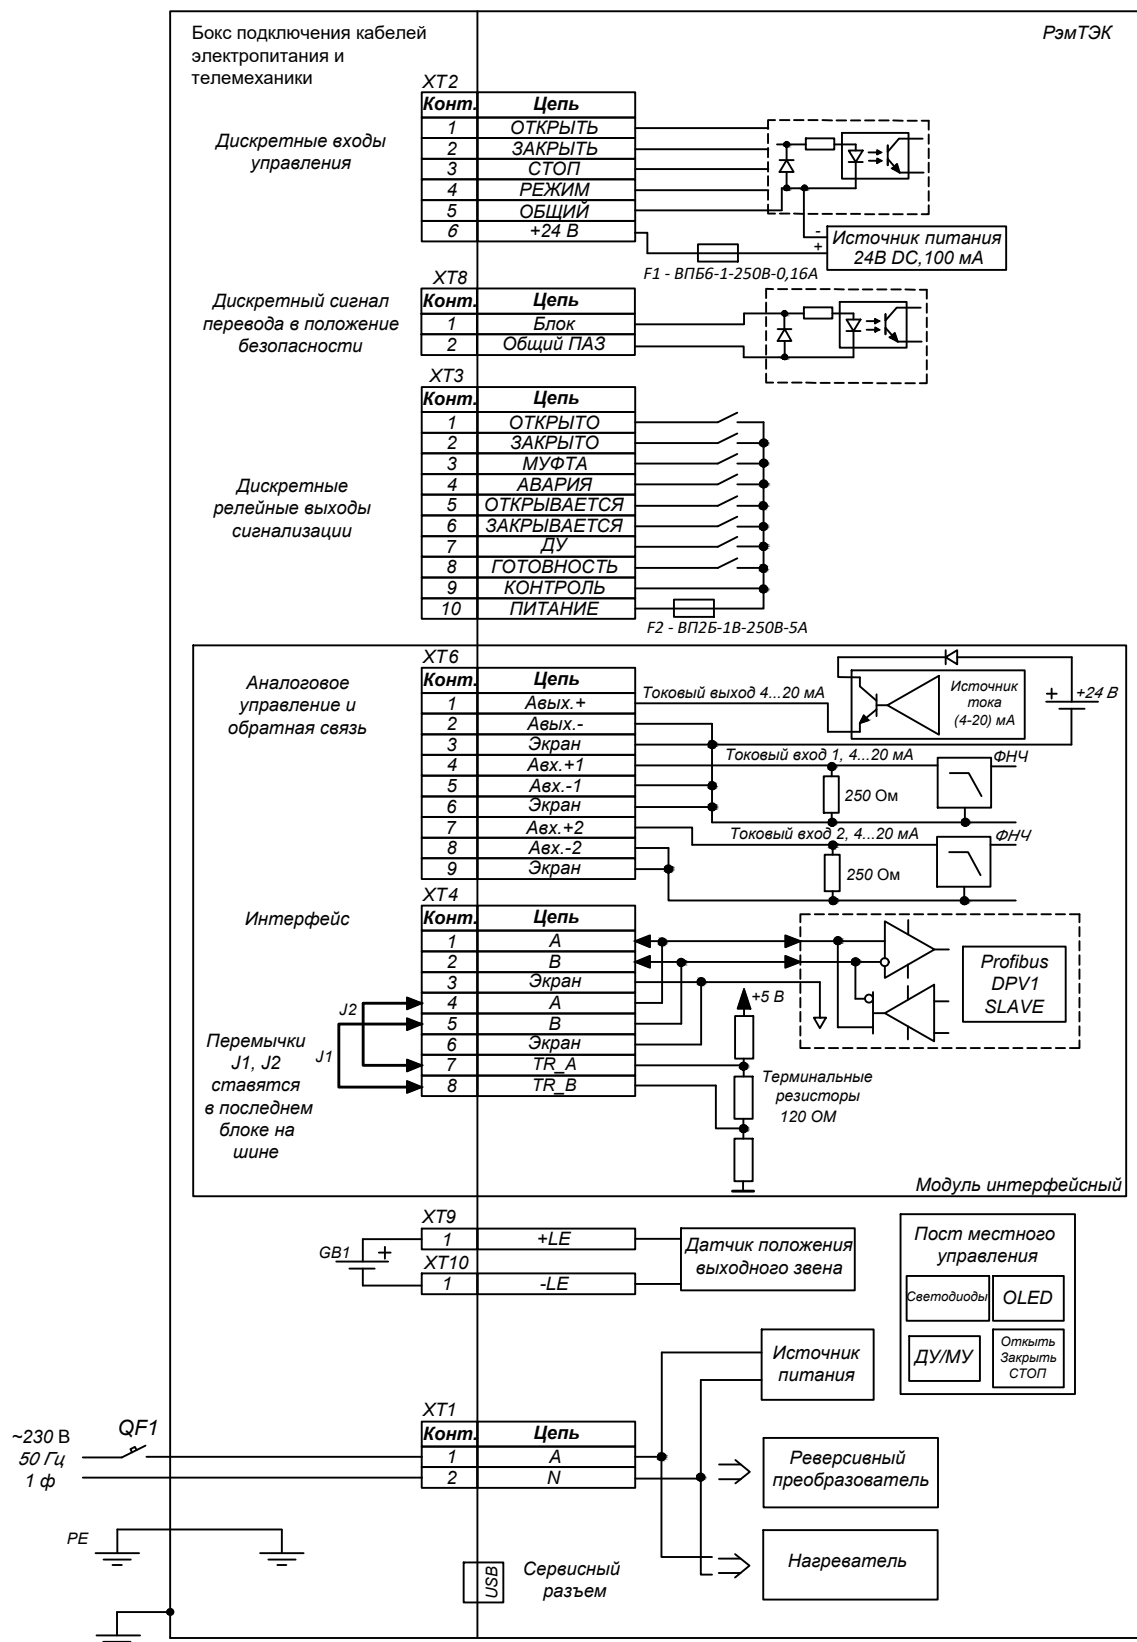 Бокс подключения кабелей
электропитания и
телемеханики
РэмТЭК
Дискретные входы
управления
XT2
Конт. Цепь
1 ОТКРЫТЬ
2 ЗАКРЫТЬ
3 СТОП
4 РЕЖИМ
5 ОБЩИЙ
6 +24 В
-
+
Источник питания
24В DC,100 мА
F1 - ВПБ6-1-250В-0,16А
Дискретный сигнал
перевода в положение
безопасности
XT8
Конт. Цепь
1 Блок
2 Общий ПАЗ
Дискретные
релейные выходы
сигнализации
XT3
Конт. Цепь
1 ОТКРЫТО
2 ЗАКРЫТО
3 МУФТА
4 АВАРИЯ
5 ОТКРЫВАЕТСЯ
6 ЗАКРЫВАЕТСЯ
7 ДУ
8 ГОТОВНОСТЬ
9 КОНТРОЛЬ
10 ПИТАНИЕ
F2 - ВП2Б-1В-250В-5А
Аналоговое
управление и
обратная связь
XT6
Конт. Цепь
1 Авых.+
2 Авых.-
3 Экран
4 Авх.+1
5 Авх.-1
6 Экран
7 Авх.+2
8 Авх.-2
9 Экран
Токовый выход 4...20 мА
Источник
тока
(4-20) мА
+
+24 В
Токовый вход 1, 4...20 мА
ФНЧ
250 Ом
Токовый вход 2, 4...20 мА
ФНЧ
250 Ом
Интерфейс
XT4
Конт. Цепь
1 A
2 B
3 Экран
4 A
5 B
6 Экран
7 TR_A
8 TR_B
J2
J1
Перемычки
J1, J2
ставятся
в последнем
блоке на
шине
+5 В
Терминальные
резисторы
120 ОМ
Profibus
DPV1
SLAVE
Модуль интерфейсный
XT9
1 +LE
GB1
+
XT10
1 -LE
Датчик положения
выходного звена
Пост местного
управления
Светодиоды
OLED
ДУ/МУ
Откыть
Закрыть
СТОП
Источник
питания
~230 В
50 Гц
1 ф
QF1
XT1
Конт. Цепь
1 A
2 N
Реверсивный
преобразователь
PE
Нагреватель
USB
Сервисный
разъем